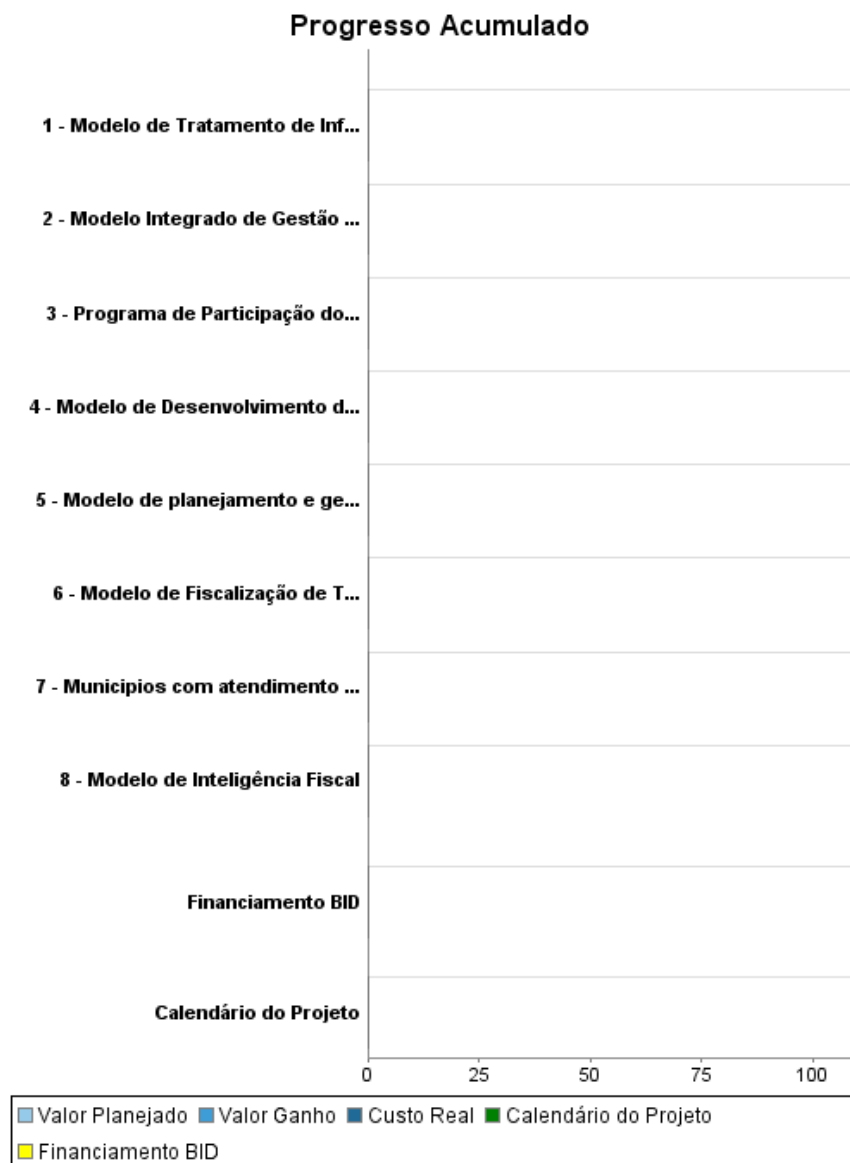 Progresso Acumulado
1 - Modelo de Tratamento de Inf...
2 - Modelo Integrado de Gestão ...
3 - Programa de Participação do...
4 - Modelo de Desenvolvimento d...
5 - Modelo de planejamento e ge...
6 - Modelo de Fiscalização de T...
7 - Municipios com atendimento ...
8 - Modelo de Inteligência Fiscal
Financiamento BID
Calendário do Projeto
0 25 50 75 100
Valor Planejado Valor Ganho Custo Real Calendário do Projeto
Financiamento BID